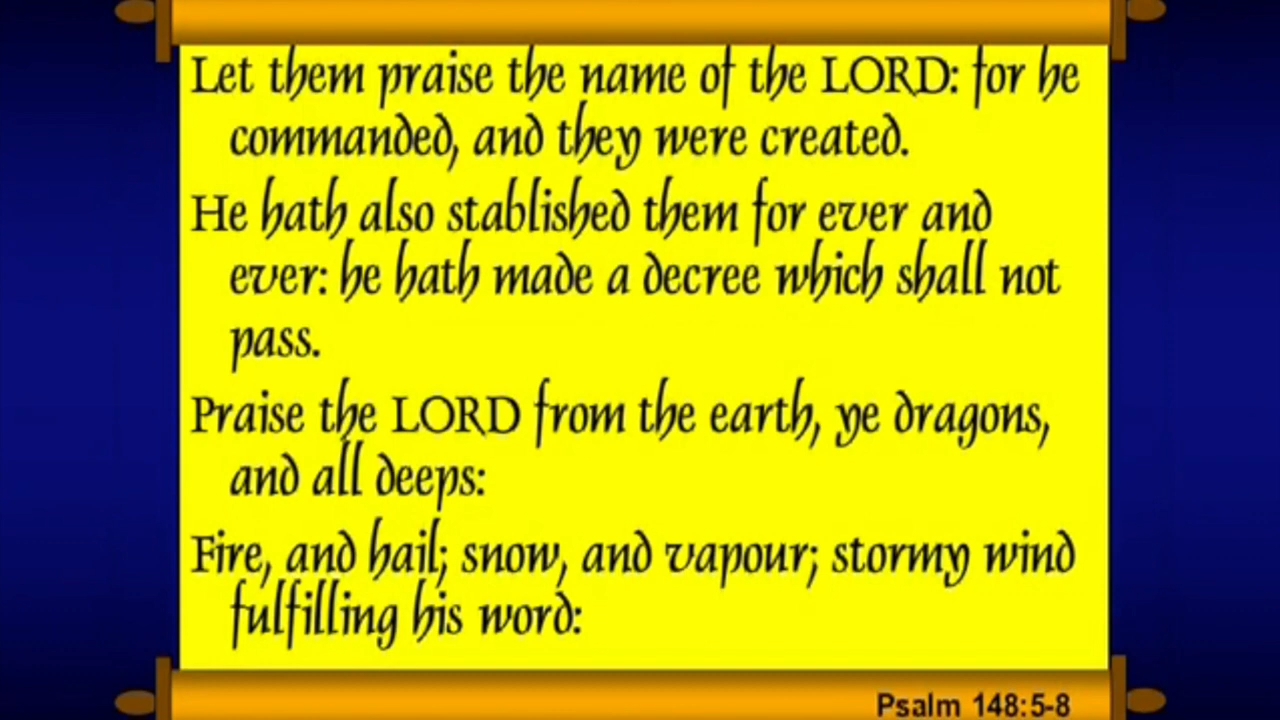 Let them praise the name of the LORD: for he
commanded, and they were created.
He hath also stablished them for ever and
ever: he hath made a decree which shall not
pass.
Praise the LORD from the earth, ye dragons,
and all deeps:
Fire, and hail; snow, and vapour; stormy wind
fulfilling his word:
Psalm 148:5-8